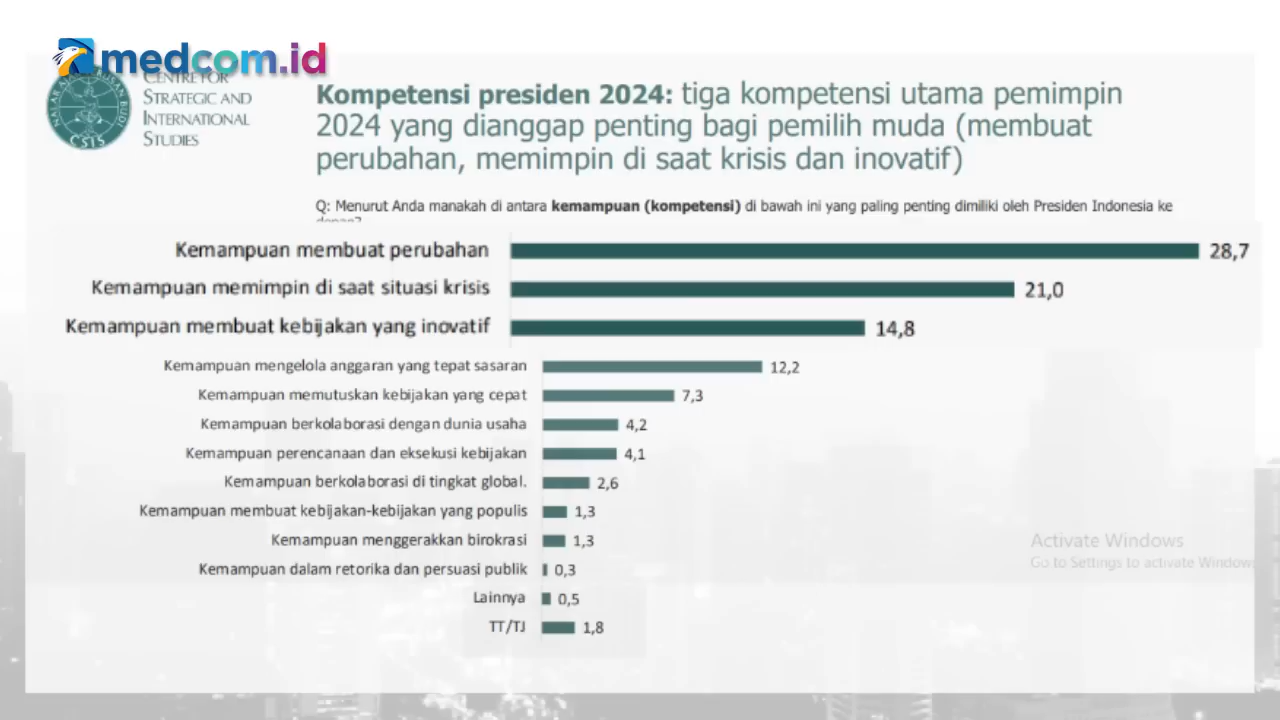 medcom.id
CENTRE FOR
STRATEGIC AND
INTERNATIONAL
STUDIES
CSIS
Kompetensi presiden 2024: tiga kompetensi utama pemimpin
2024 yang dianggap penting bagi pemilih muda (membuat
perubahan, memimpin di saat krisis dan inovatif)
Q: Menurut Anda manakah di antara kemampuan (kompetensi) di bawah ini yang paling penting dimiliki oleh Presiden Indonesia ke
depan?
Kemampuan membuat perubahan 28,7
Kemampuan memimpin di saat situasi krisis 21,0
Kemampuan membuat kebijakan yang inovatif 14,8
Kemampuan mengelola anggaran yang tepat sasaran 12,2
Kemampuan memutuskan kebijakan yang cepat 7,3
Kemampuan berkolaborasi dengan dunia usaha 4,2
Kemampuan perencanaan dan eksekusi kebijakan 4,1
Kemampuan berkolaborasi di tingkat global. 2,6
Kemampuan membuat kebijakan-kebijakan yang populis 1,3
Kemampuan menggerakkan birokrasi 1,3
Kemampuan dalam retorika dan persuasi publik 0,3
Lainnya 0,5
TT/TJ 1,8
Activate Windows
Go to Settings to activate Window